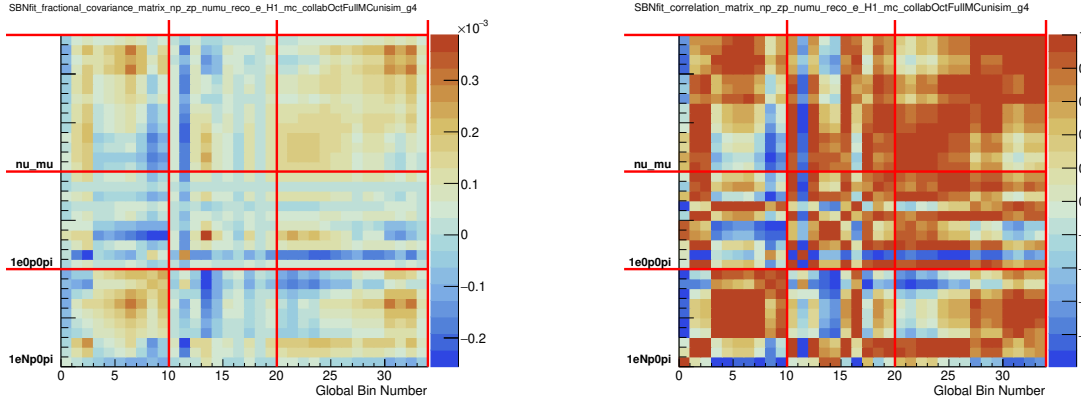 SBNfit_fractional_covariance_matrix_np_zp_numu_reco_e_H1_mc_collabOctFullMCunisim_g4
×10⁻³
0.3
0.2
0.1
0
−0.1
−0.2
nu_mu
1e0p0pi
1eNp0pi
0 5 10 15 20 25 30
Global Bin Number
SBNfit_correlation_matrix_np_zp_numu_reco_e_H1_mc_collabOctFullMCunisim_g4
nu_mu
1e0p0pi
1eNp0pi
0 5 10 15 20 25 30
Global Bin Number